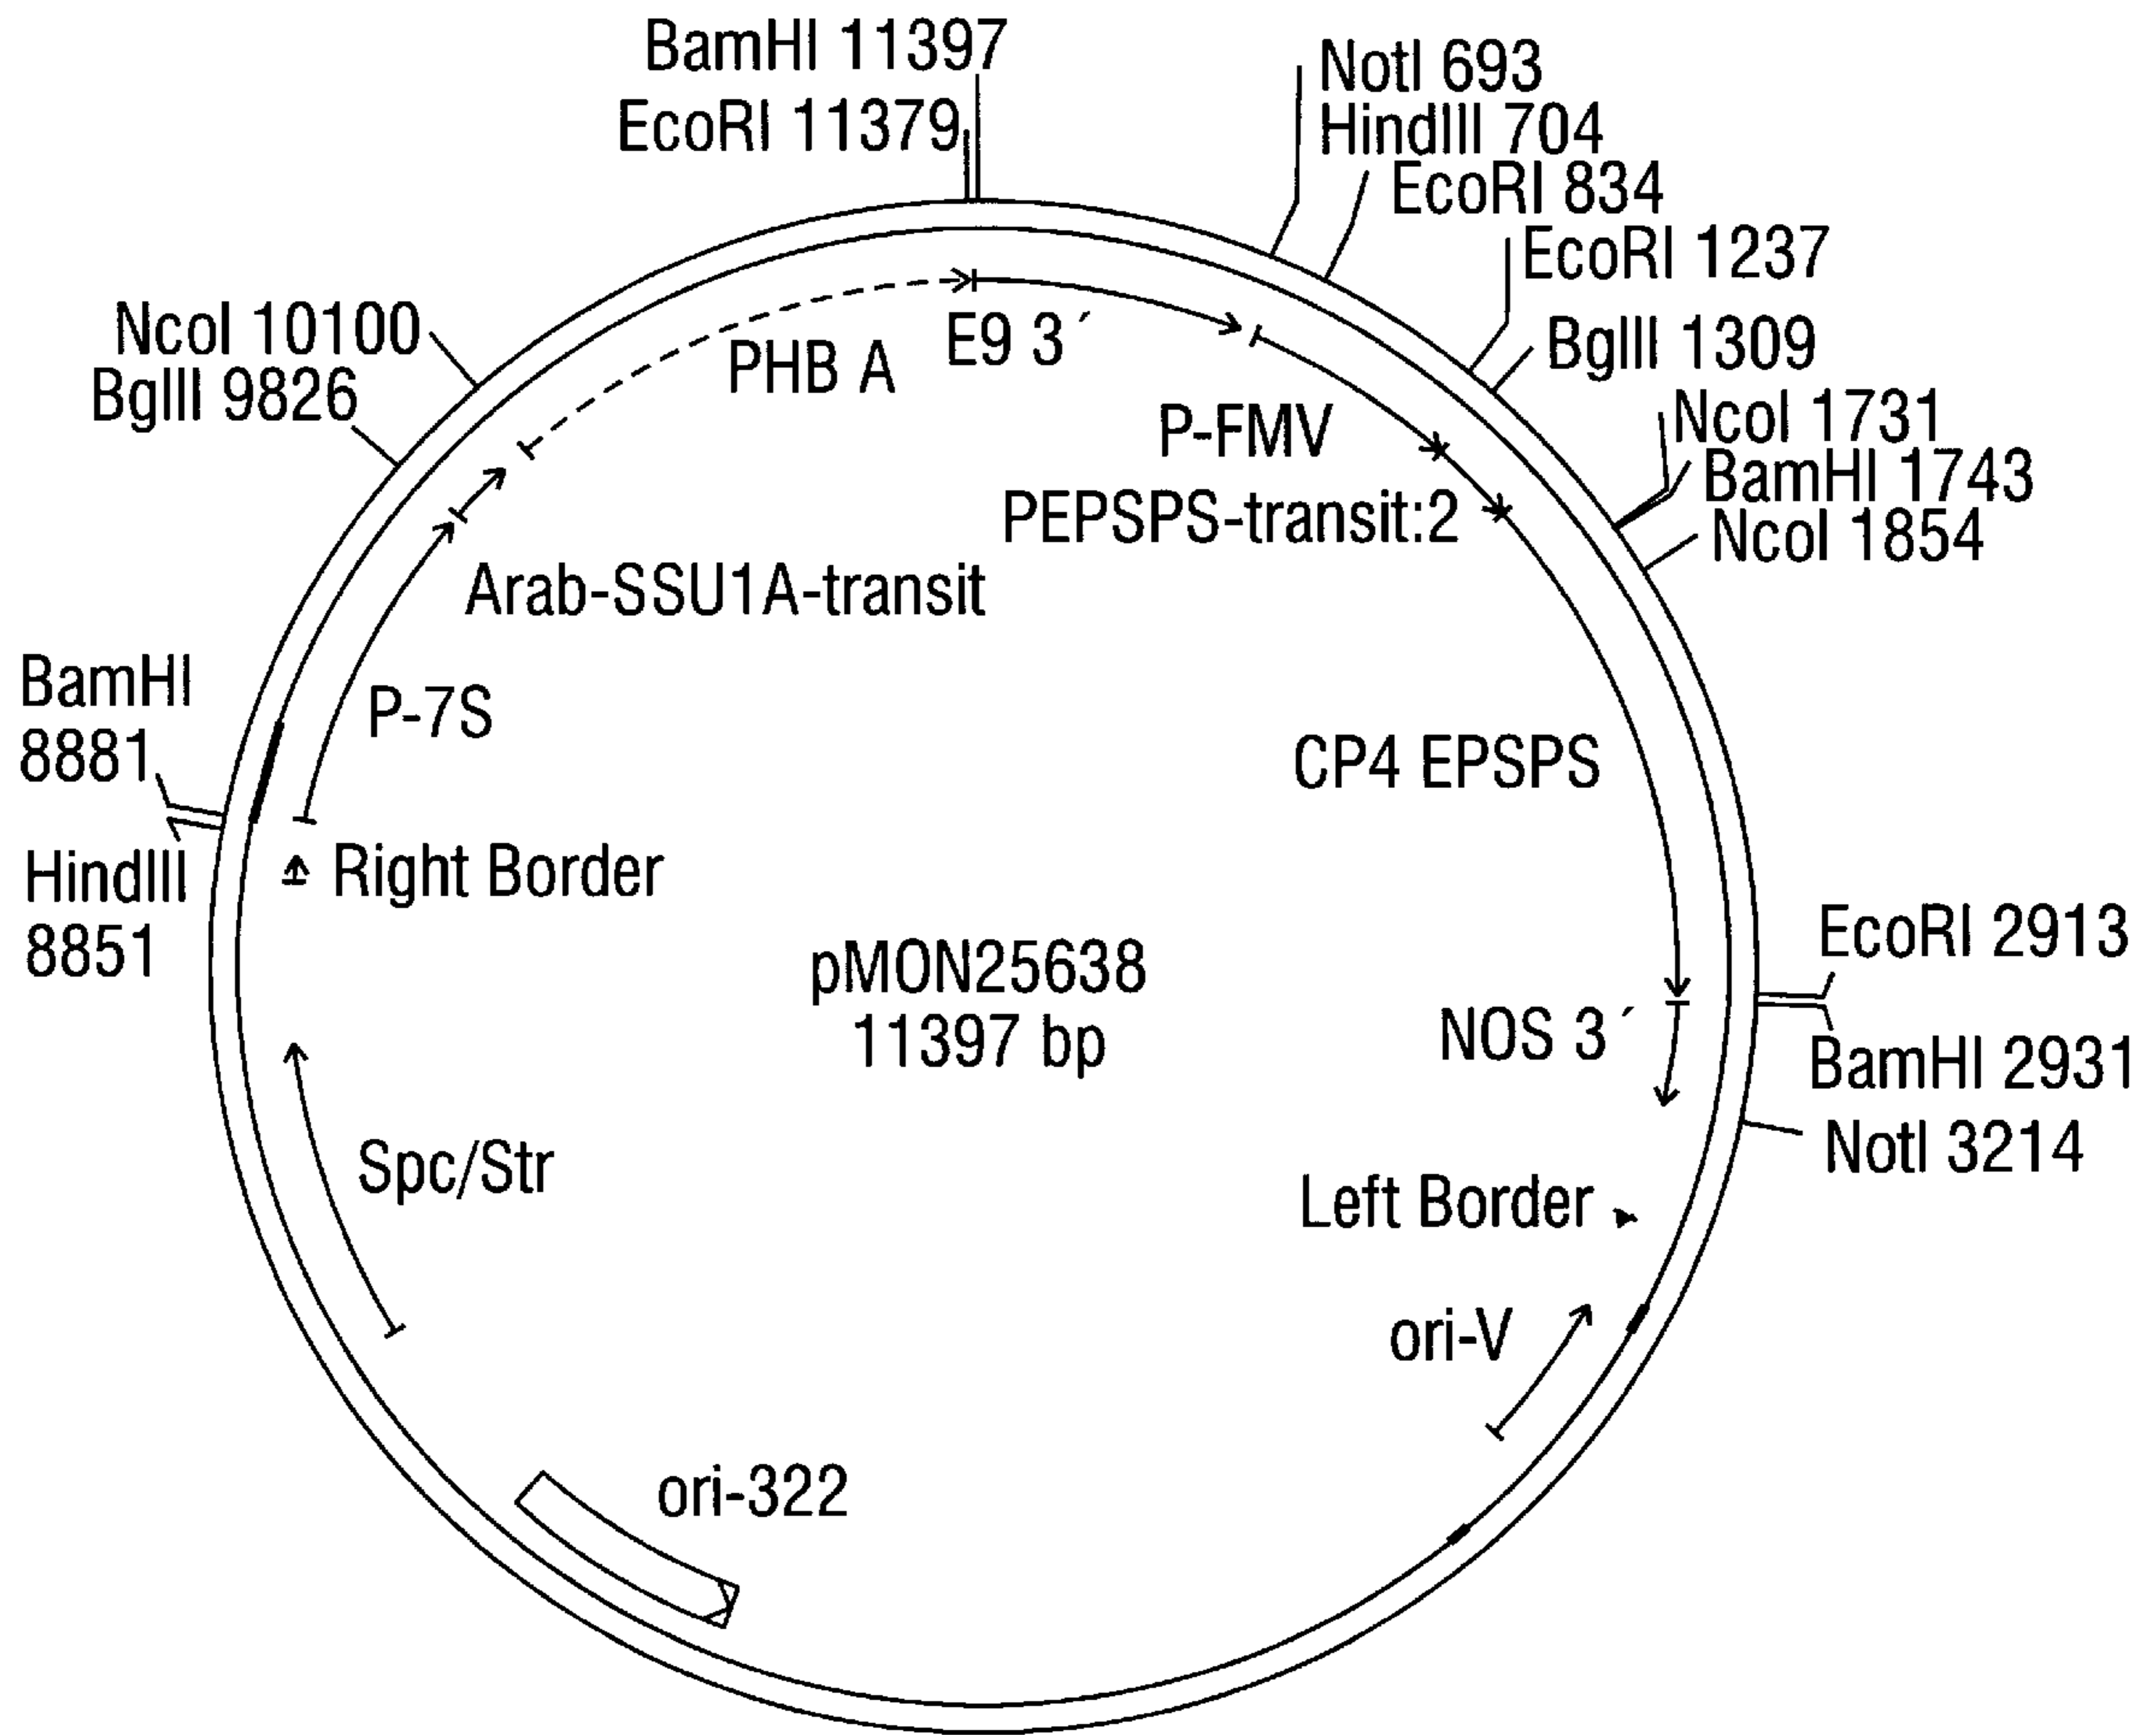 BamHI 11397
EcoRI 11379
NotI 693
HindIII 704
EcoRI 834
EcoRI 1237
BglII 1309
NcoI 1731
BamHI 1743
NcoI 1854
NcoI 10100
BglII 9826
PHB A
E9 3´
P-FMV
PEPSPS-transit:2
Arab-SSU1A-transit
P-7S
BamHI
8881
CP4 EPSPS
HindIII
8851
Right Border
pMON25638
11397 bp
EcoRI 2913
NOS 3´
BamHI 2931
NotI 3214
Spc/Str
Left Border
ori-V
ori-322